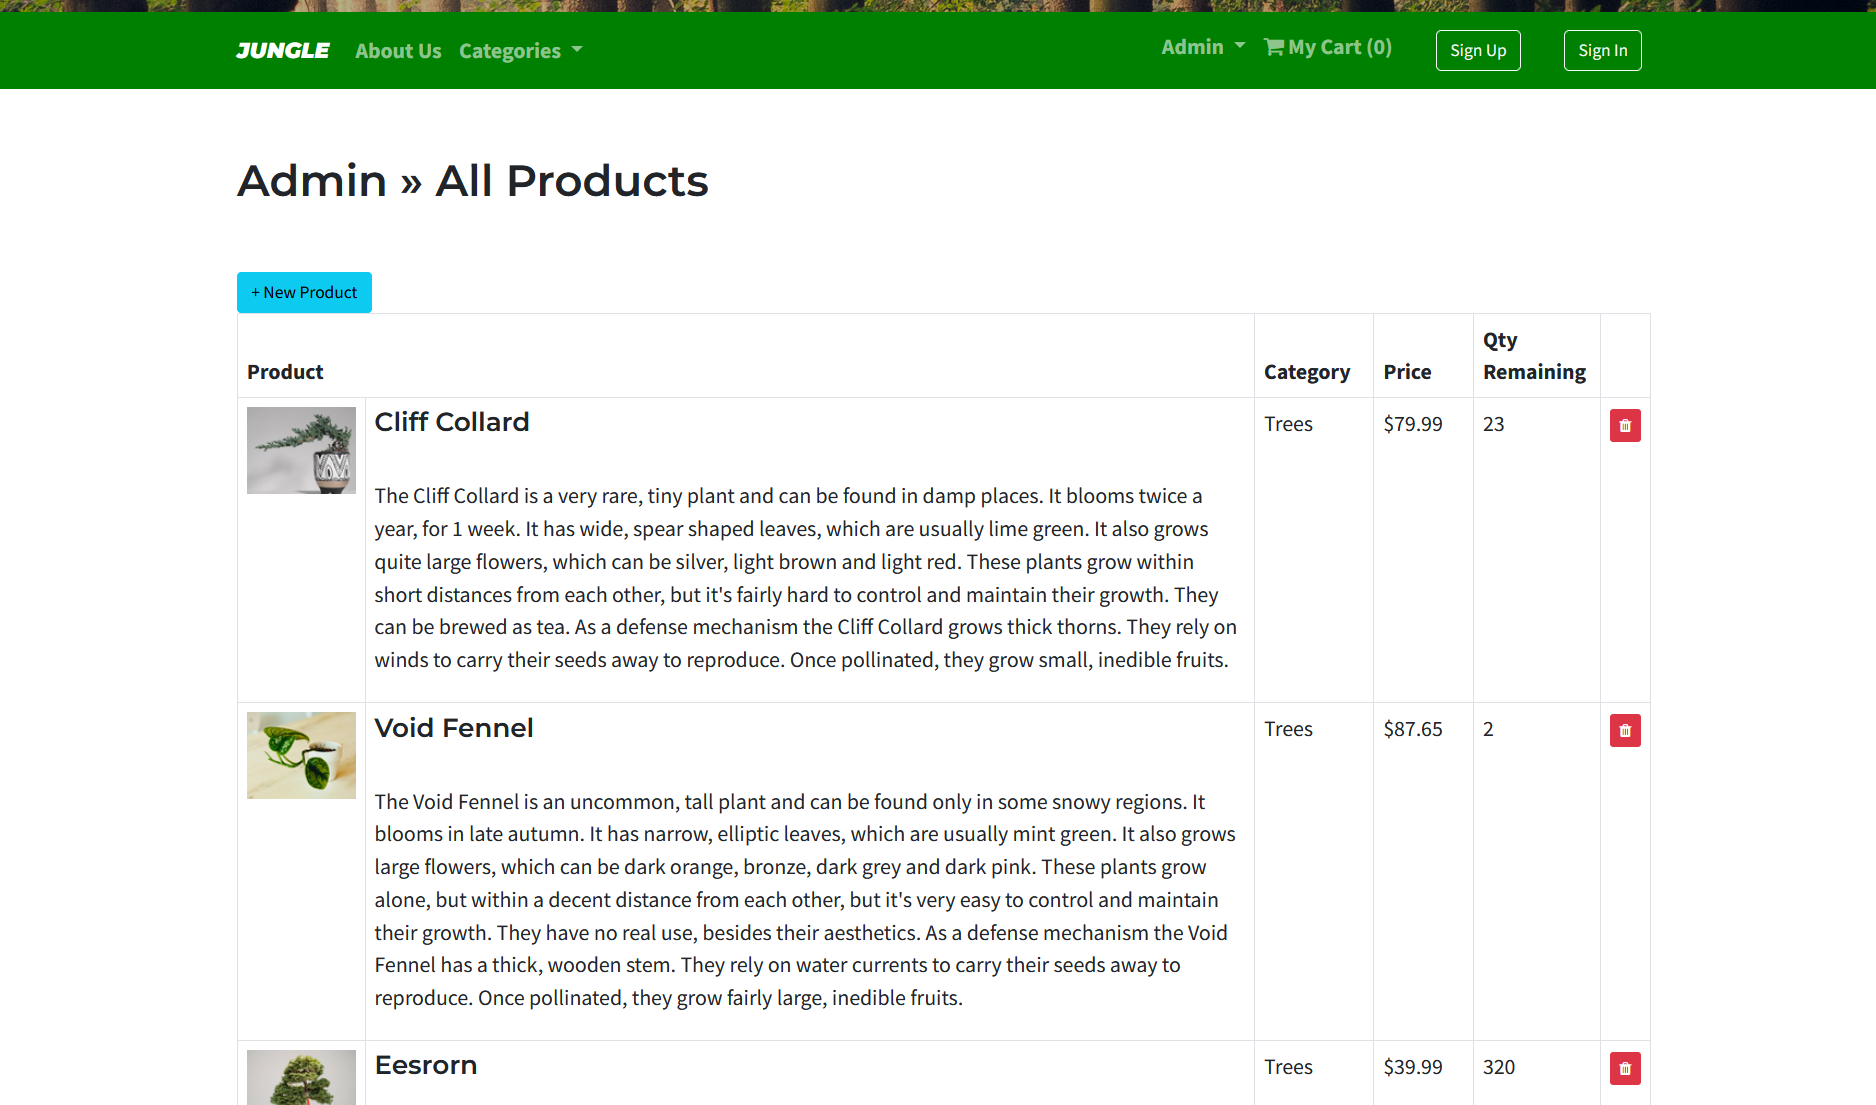 JUNGLE About Us Categories Admin My Cart (0) Sign Up Sign In
Admin » All Products
+ New Product
Product Category Price Qty Remaining
Cliff Collard Trees $79.99 23
The Cliff Collard is a very rare, tiny plant and can be found in damp places. It blooms twice a
year, for 1 week. It has wide, spear shaped leaves, which are usually lime green. It also grows
quite large flowers, which can be silver, light brown and light red. These plants grow within
short distances from each other, but it's fairly hard to control and maintain their growth. They
can be brewed as tea. As a defense mechanism the Cliff Collard grows thick thorns. They rely on
winds to carry their seeds away to reproduce. Once pollinated, they grow small, inedible fruits.
Void Fennel Trees $87.65 2
The Void Fennel is an uncommon, tall plant and can be found only in some snowy regions. It
blooms in late autumn. It has narrow, elliptic leaves, which are usually mint green. It also grows
large flowers, which can be dark orange, bronze, dark grey and dark pink. These plants grow
alone, but within a decent distance from each other, but it's very easy to control and maintain
their growth. They have no real use, besides their aesthetics. As a defense mechanism the Void
Fennel has a thick, wooden stem. They rely on water currents to carry their seeds away to
reproduce. Once pollinated, they grow fairly large, inedible fruits.
Eesrorn Trees $39.99 320